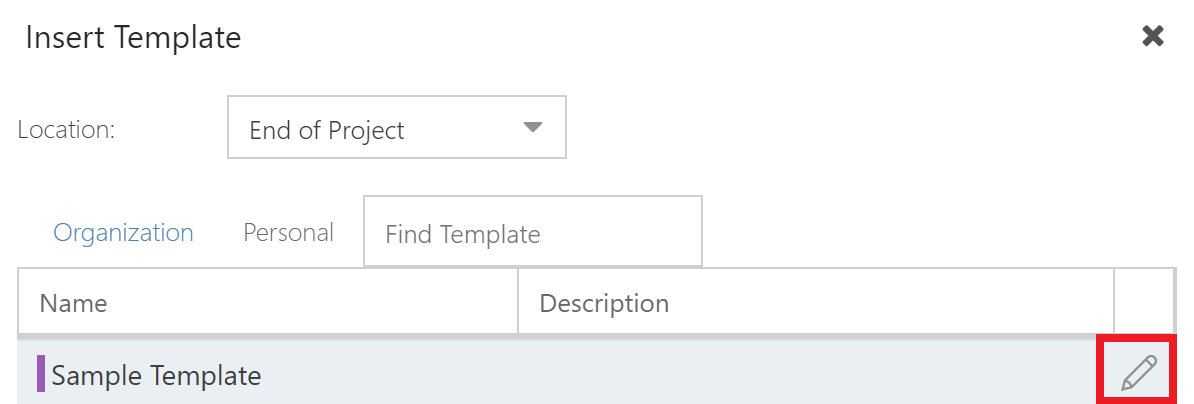 Insert Template
Location:
End of Project
Organization Personal Find Template
Name Description
Sample Template